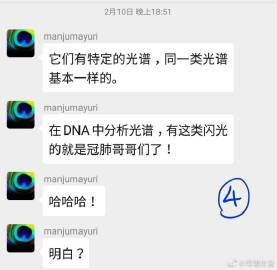 2月10日 晚上18:51
manjumayuri
它们有特定的光谱，同一类光谱
基本一样的。
manjumayuri
在DNA中分析光谱，有这类闪光
的就是冠肺哥哥们了！
manjumayuri
哈哈哈！
4
manjumayuri
明白？